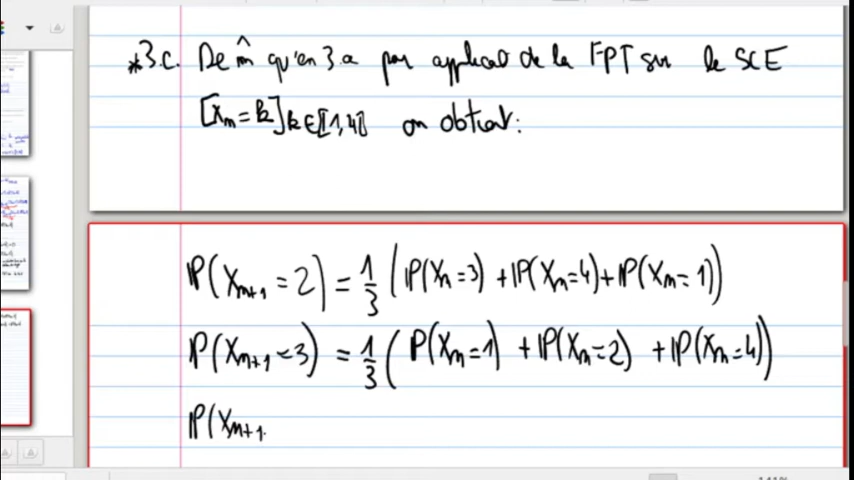 *3.c. De m̂ qu'en 3.a par applicat° de la FPT sur le SCE
[Xn = k]k∈[[1,4]] on obtient:
P(Xn+1 = 2) = 1/3 (P(Xn = 3) + P(Xn = 4) + P(Xn = 1))
P(Xn+1 = 3) = 1/3 (P(Xn = 1) + P(Xn = 2) + P(Xn = 4))
P(Xn+1